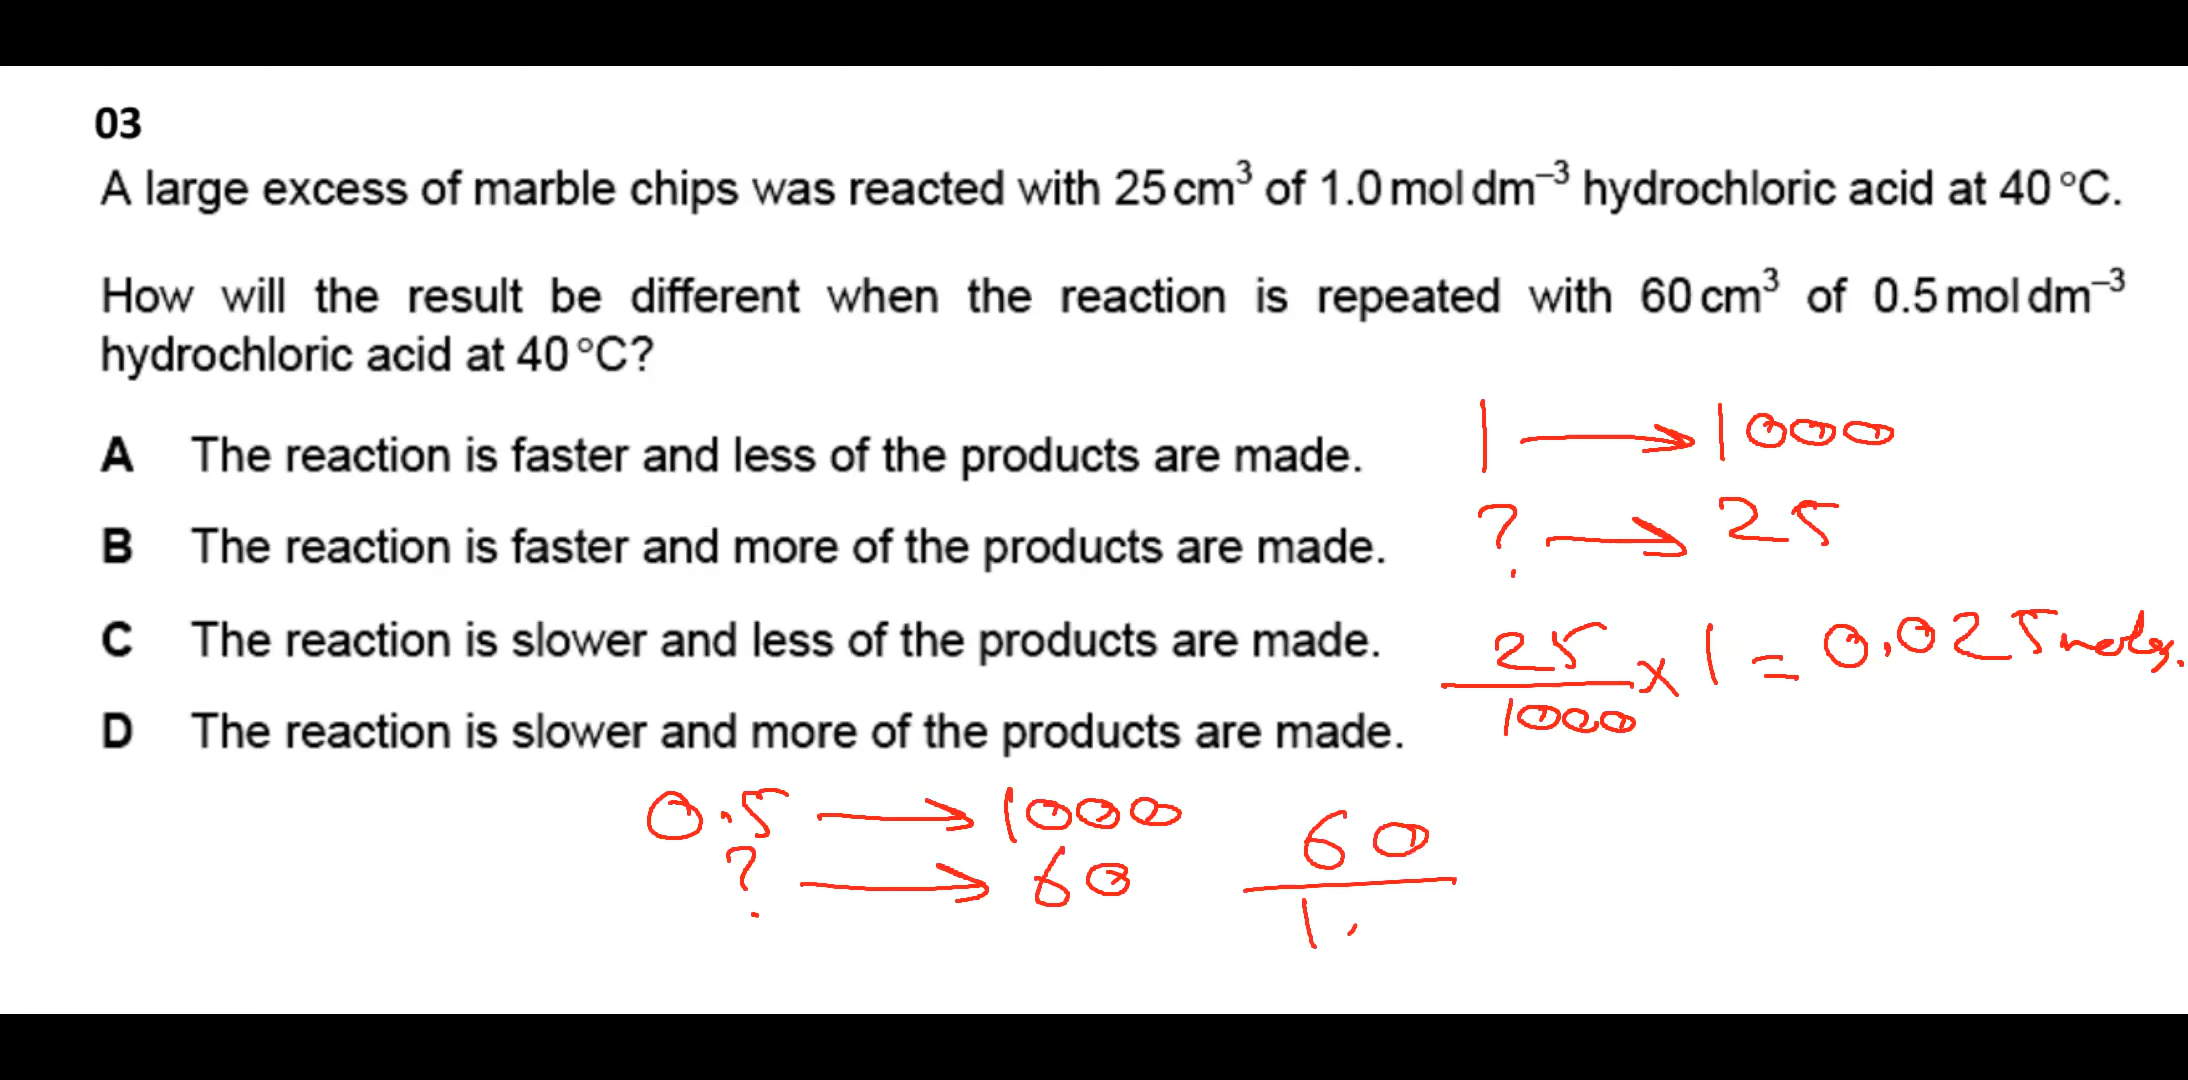 03
A large excess of marble chips was reacted with 25 cm³ of 1.0 mol dm⁻³ hydrochloric acid at 40 °C.
How will the result be different when the reaction is repeated with 60 cm³ of 0.5 mol dm⁻³
hydrochloric acid at 40 °C?
A The reaction is faster and less of the products are made.
B The reaction is faster and more of the products are made.
C The reaction is slower and less of the products are made.
D The reaction is slower and more of the products are made.
1 → 1000
? → 25
25/1000 × 1 = 0.025 moles.
0.5 → 1000
? → 60
60
1